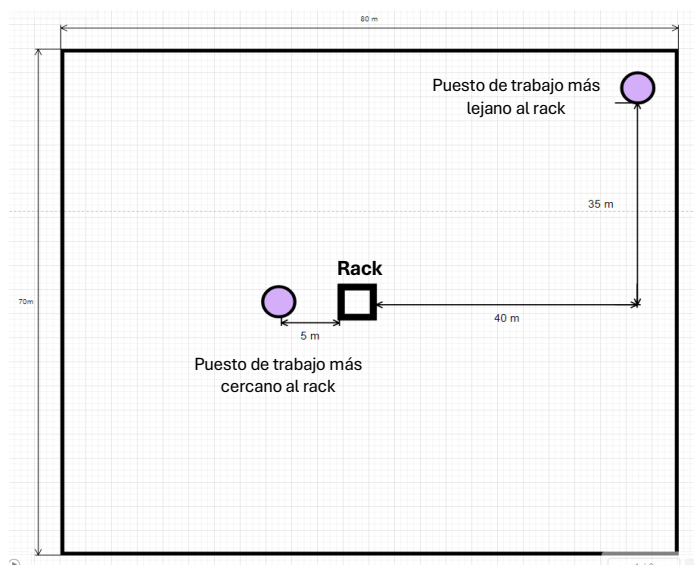 80 m
Puesto de trabajo más
lejano al rack
35 m
Rack
70m
40 m
5 m
Puesto de trabajo más
cercano al rack